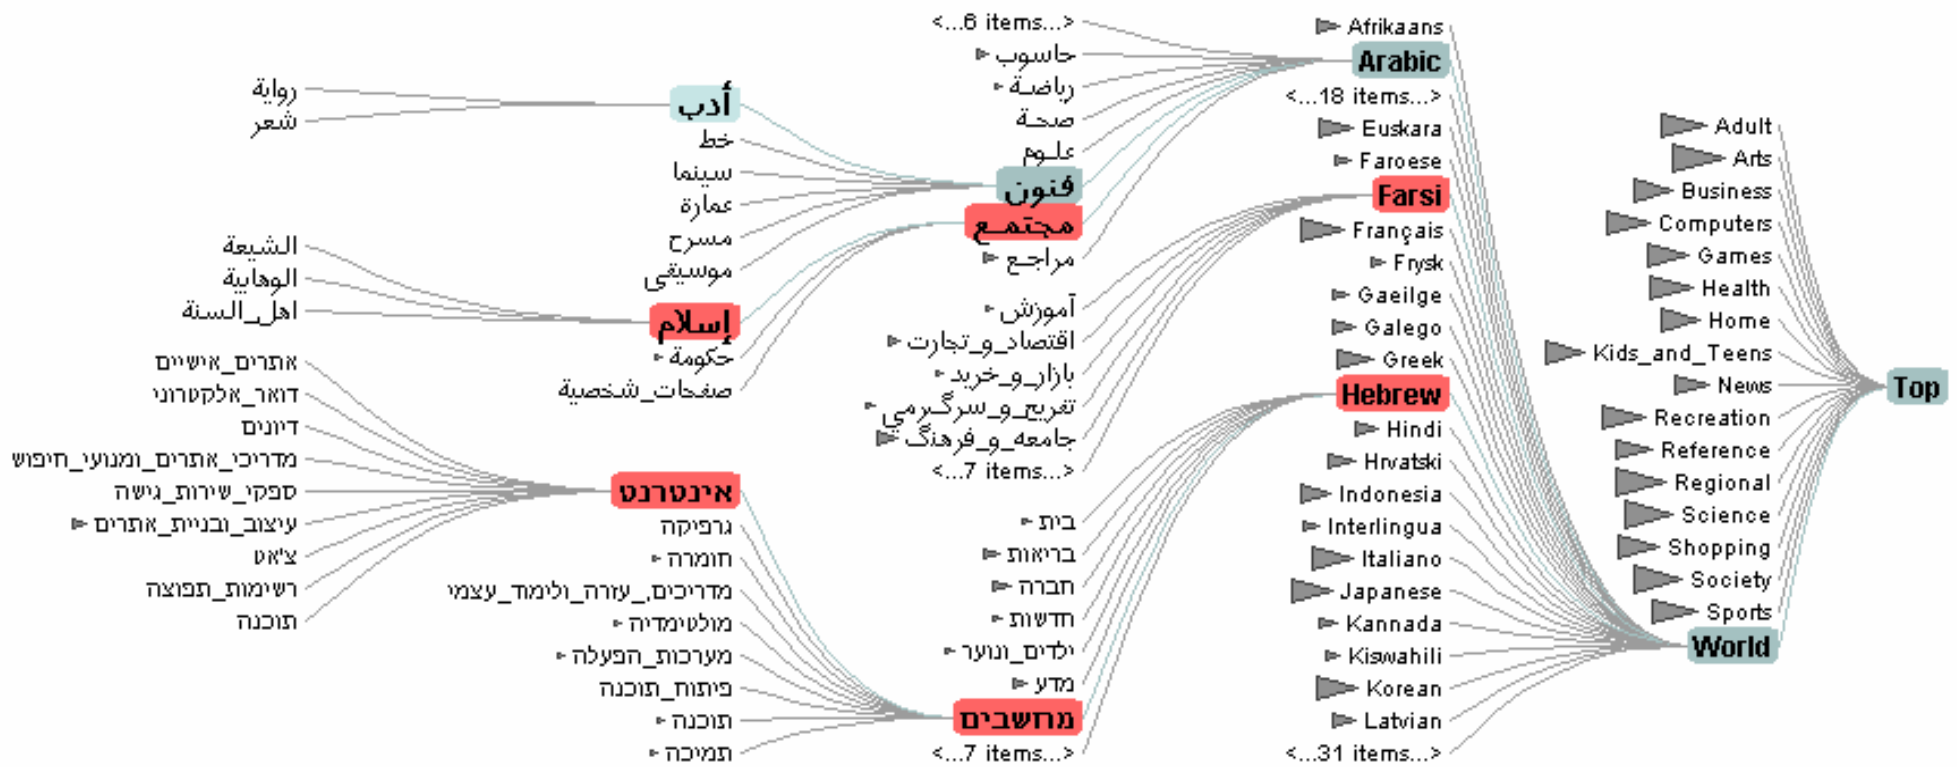 Top
Adult
Arts
Business
Computers
Games
Health
Home
Kids_and_Teens
News
Recreation
Reference
Regional
Science
Shopping
Society
Sports
World
Afrikaans
Arabic
<...18 items...>
Euskara
Faroese
Farsi
Français
Frysk
Gaeilge
Galego
Greek
Hebrew
Hindi
Hrvatski
Indonesia
Interlingua
Italiano
Japanese
Kannada
Kiswahili
Korean
Latvian
<...31 items...>
<...6 items...>
حاسوب
رياضة
صحة
علوم
فنون
مجتمع
مراجع
آموزش
اقتصاد_و_تجارت
بازار_و_خريد
تفريح_و_سرگرمي
جامعه_و_فرهنگ
<...7 items...>
בית
בריאות
חברה
חדשות
ילדים_ונוער
מדע
מחשבים
<...7 items...>
أدب
خط
سينما
عمارة
مسرح
موسيقى
إسلام
حكومة
صفحات_شخصية
אינטרנט
גרפיקה
חומרה
מדריכים,_עזרה_ולימוד_עצמי
מולטימדיה
מערכות_הפעלה
פיתוח_תוכנה
תוכנה
תמיכה
رواية
شعر
الشيعة
الوهابية
اهل_السنة
אתרים_אישיים
דואר_אלקטרוני
דיונים
מדריכי_אתרים_ומנועי_חיפוש
ספקי_שירות_גישה
עיצוב_ובניית_אתרים
צ'אט
רשימות_תפוצה
תוכנה